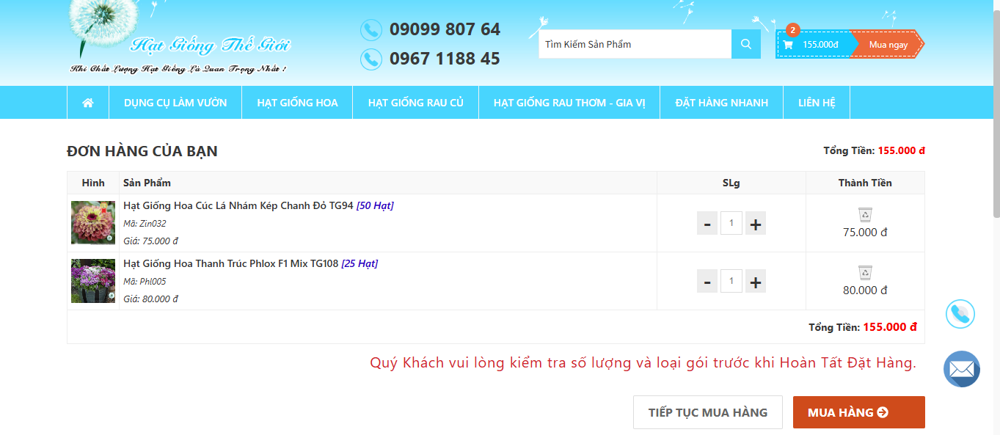 Hạt Giống Thế Giới
Khi Chất Lượng Hạt Giống Là Quan Trọng Nhất !
09099 807 64
0967 1188 45
Tìm Kiếm Sản Phẩm
2
155.000đ
Mua ngay
DỤNG CỤ LÀM VƯỜN
HẠT GIỐNG HOA
HẠT GIỐNG RAU CỦ
HẠT GIỐNG RAU THƠM - GIA VỊ
ĐẶT HÀNG NHANH
LIÊN HỆ
ĐƠN HÀNG CỦA BẠN
Tổng Tiền: 155.000 đ
Hình Sản Phẩm SLg Thành Tiền
Hạt Giống Hoa Cúc Lá Nhám Kép Chanh Đỏ TG94 [50 Hạt]
Mã: Zin032
Giá: 75.000 đ
- 1 +
75.000 đ
Hạt Giống Hoa Thanh Trúc Phlox F1 Mix TG108 [25 Hạt]
Mã: Phl005
Giá: 80.000 đ
- 1 +
80.000 đ
Tổng Tiền: 155.000 đ
Quý Khách vui lòng kiểm tra số lượng và loại gói trước khi Hoàn Tất Đặt Hàng.
TIẾP TỤC MUA HÀNG
MUA HÀNG